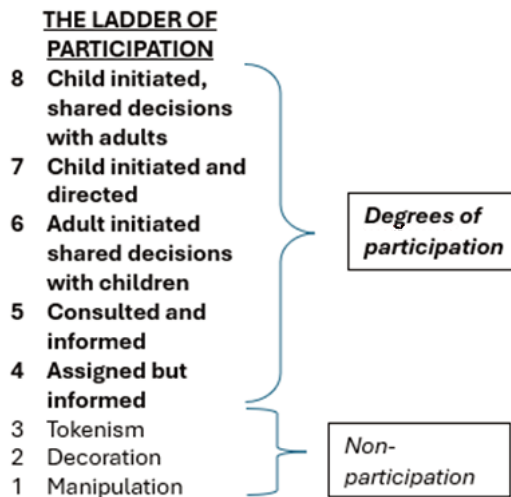 THE LADDER OF
PARTICIPATION
8 Child initiated,
shared decisions
with adults
7 Child initiated and
directed
6 Adult initiated
shared decisions
with children
5 Consulted and
informed
4 Assigned but
informed
3 Tokenism
2 Decoration
1 Manipulation
Degrees of
participation
Non-
participation